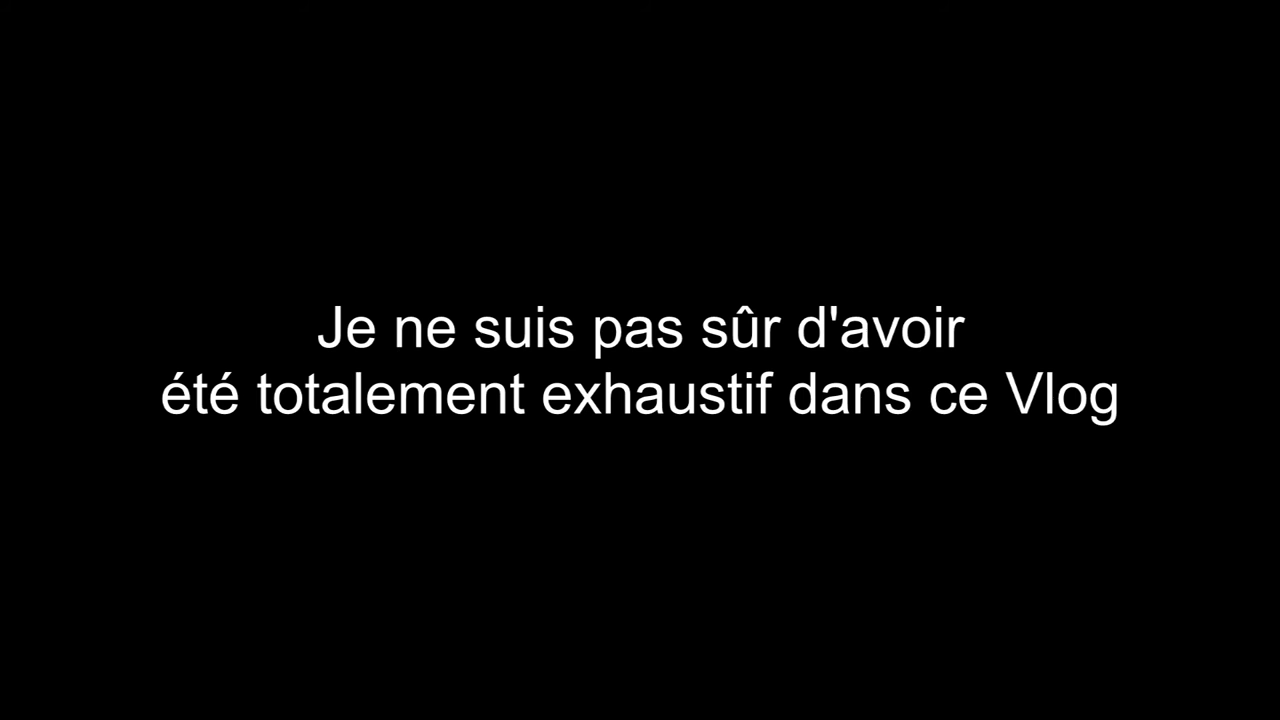 Je ne suis pas sûr d'avoir
été totalement exhaustif dans ce Vlog